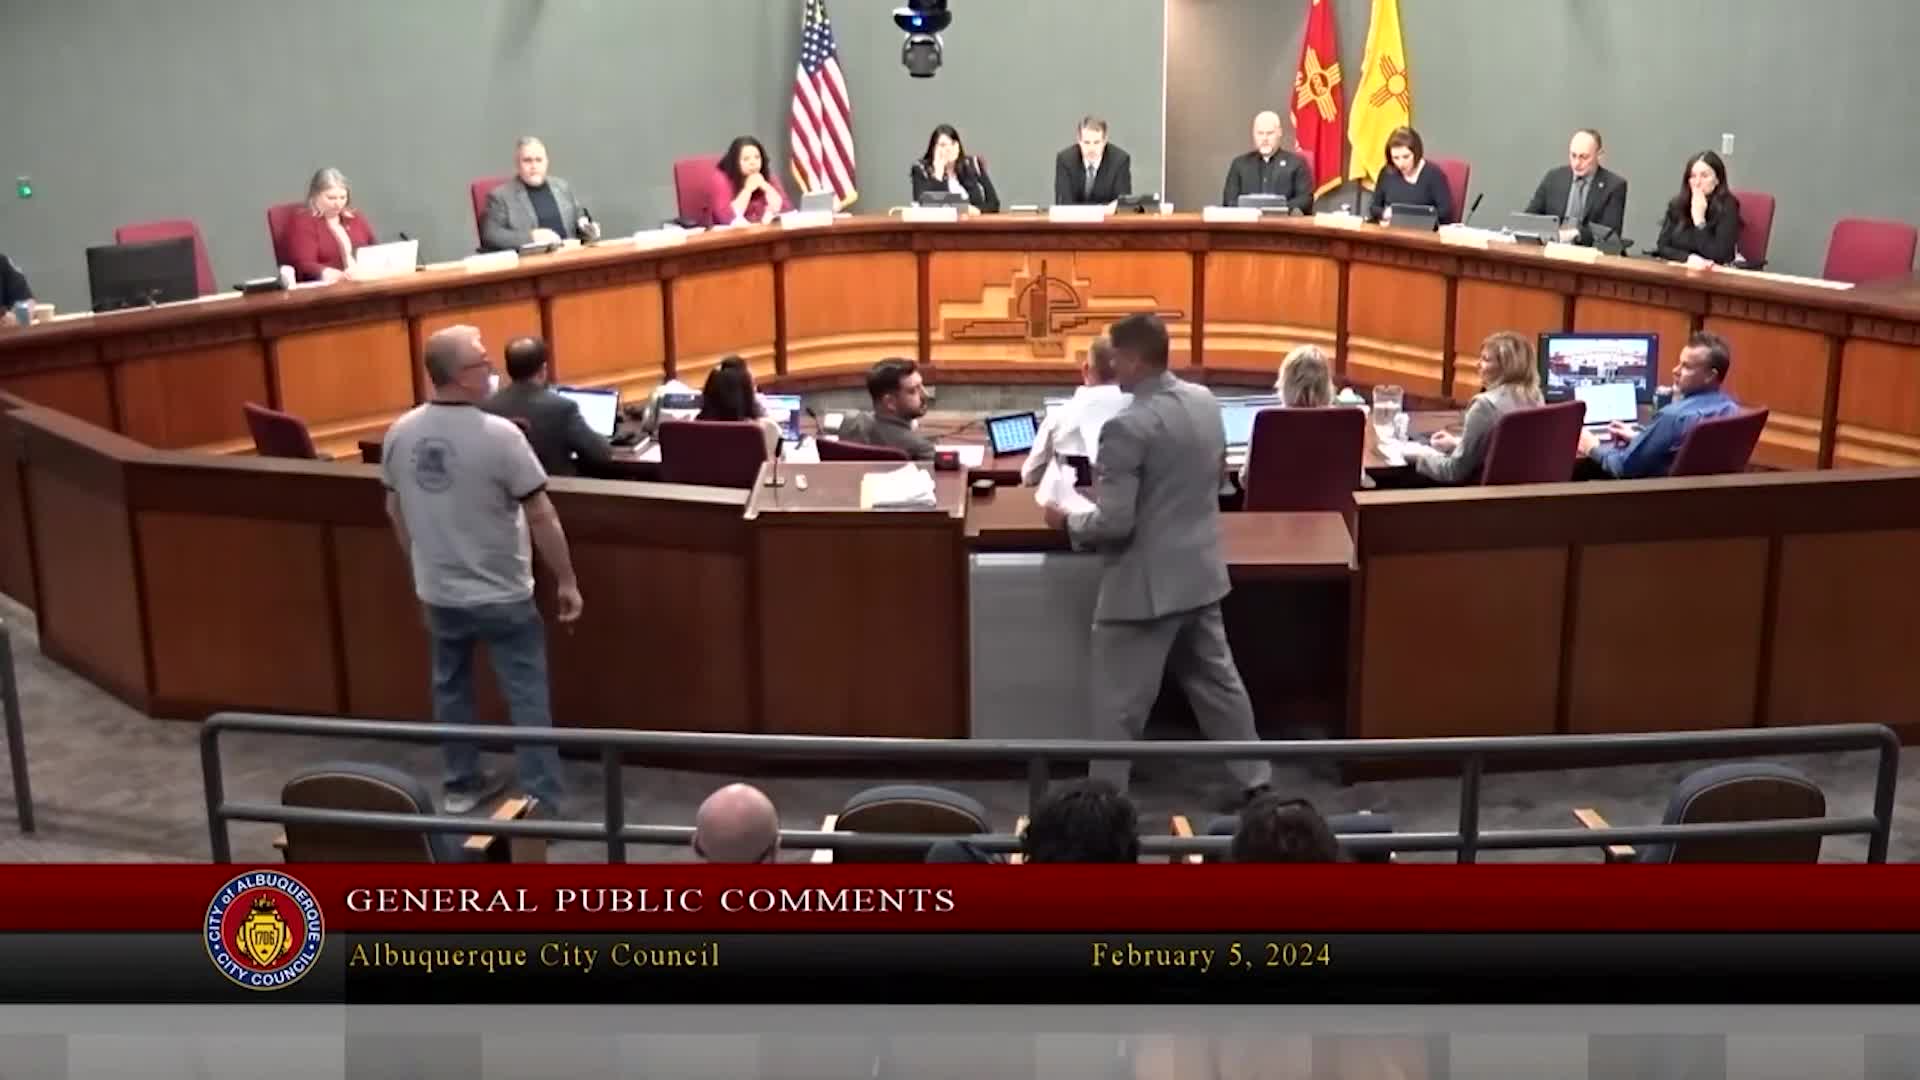 GENERAL PUBLIC COMMENTS
Albuquerque City Council
February 5, 2024
CITY of ALBUQUERQUE
1706
CITY COUNCIL